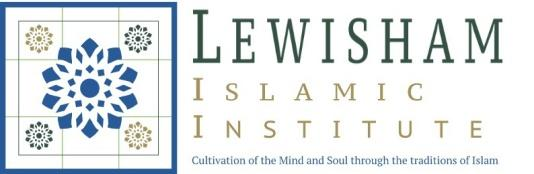 LEWISHAM
ISLAMIC
INSTITUTE
Cultivation of the Mind and Soul through the traditions of Islam